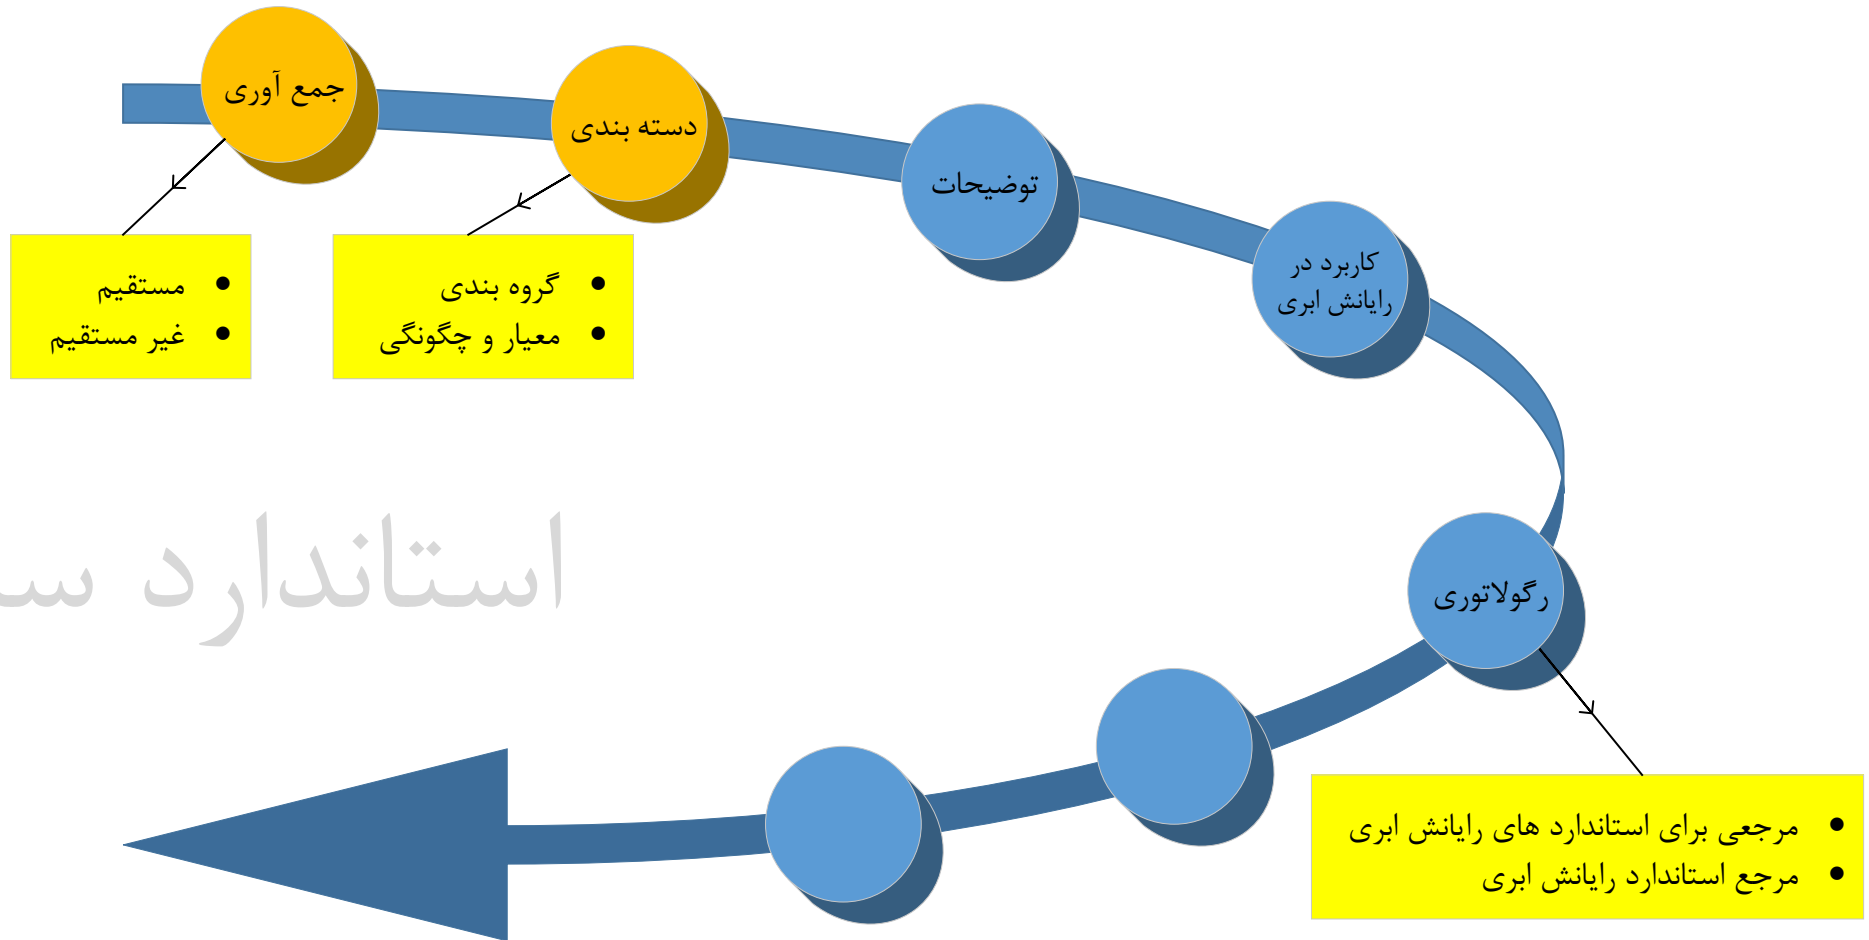 جمع آوری
دسته بندی
توضیحات
کاربرد در
رایانش ابری
مستقیم
غیر مستقیم
گروه بندی
معیار و چگونگی
استاندارد
رگولاتوری
مرجعی برای استاندارد های رایانش ابری
مرجع استاندارد رایانش ابری